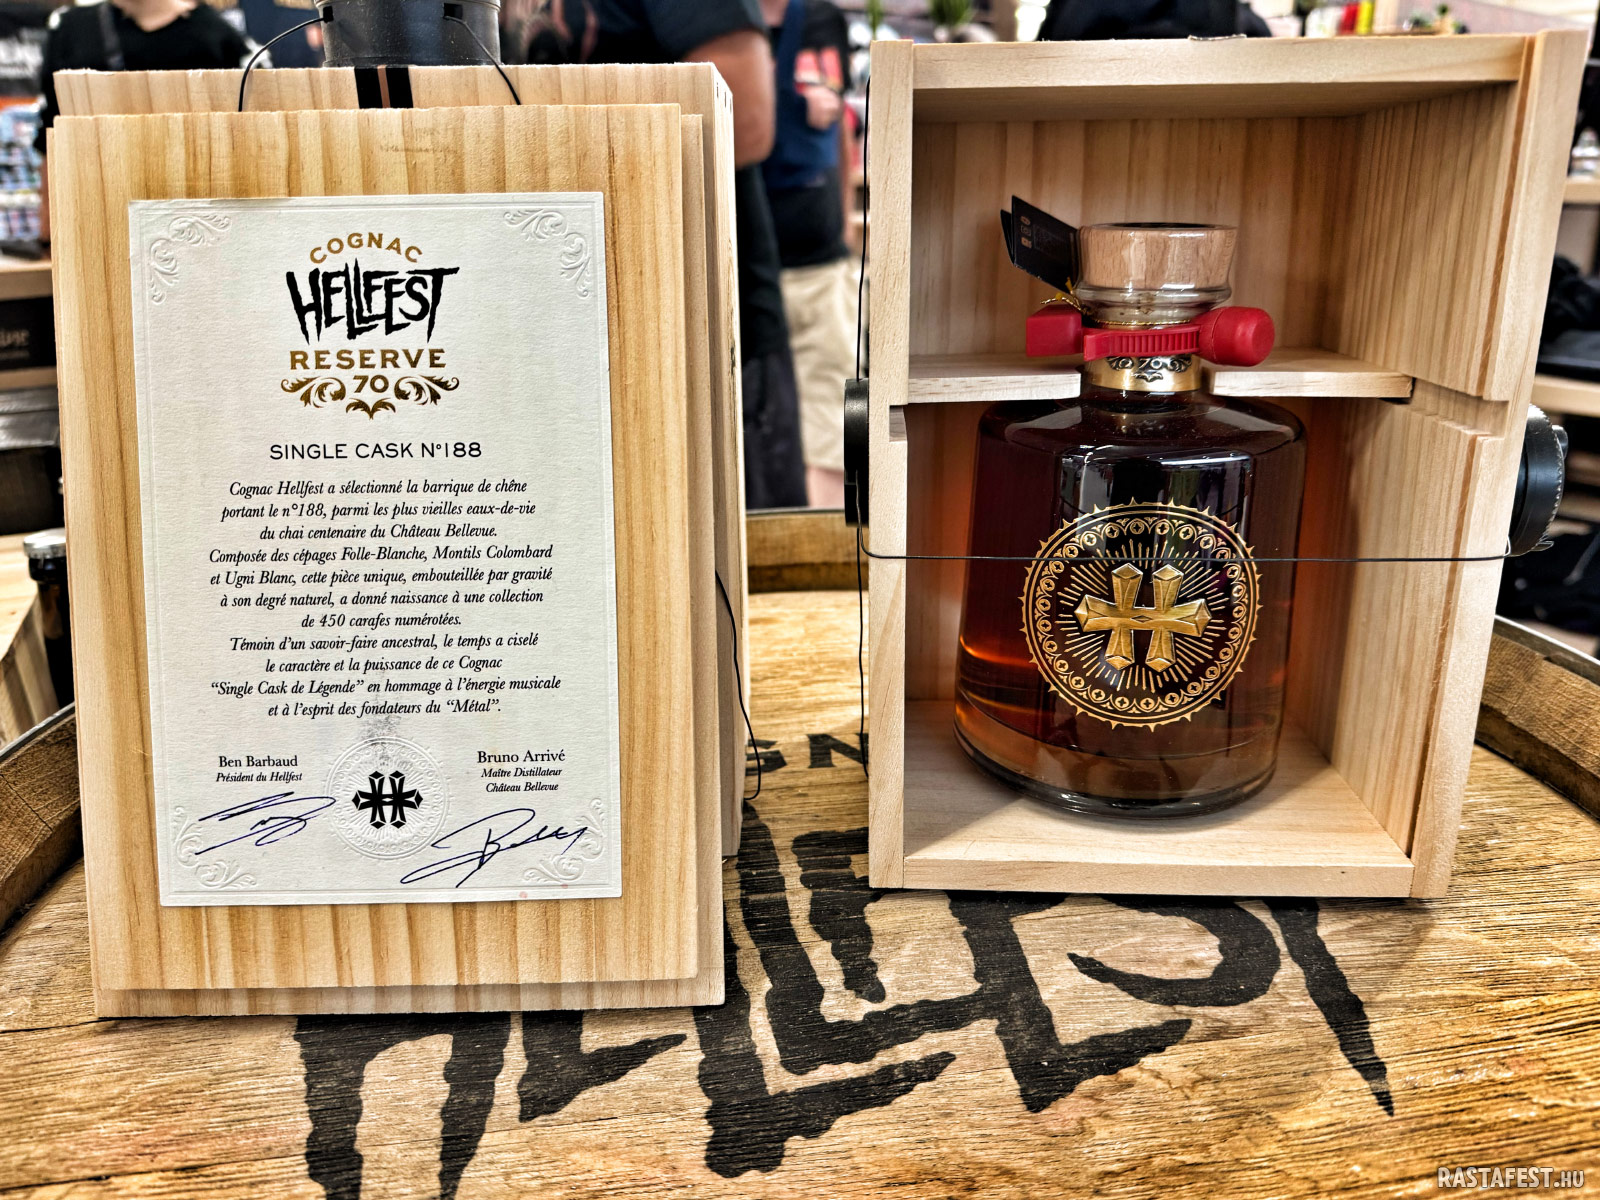 COGNAC
HELLFEST
RESERVE
70
SINGLE CASK N°188
Cognac Hellfest a sélectionné la barrique de chêne
portant le n°188, parmi les plus vieilles eaux-de-vie
du chai centenaire du Château Bellevue.
Composée des cépages Folle-Blanche, Montils Colombard
et Ugni Blanc, cette pièce unique, embouteillée par gravité
à son degré naturel, a donné naissance à une collection
de 450 carafes numérotées.
Témoin d'un savoir-faire ancestral, le temps a ciselé
le caractère et la puissance de ce Cognac
“Single Cask de Légende” en hommage à l'énergie musicale
et à l'esprit des fondateurs du “Métal”.
Ben Barbaud
Président du Hellfest
Bruno Arrivé
Maître Distillateur
Château Bellevue
H
70
H
HELLFEST
RASTAFEST.HU